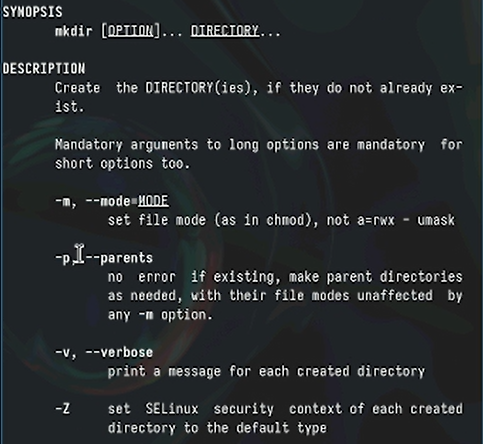 SYNOPSIS
mkdir [OPTION]... DIRECTORY...
DESCRIPTION
Create the DIRECTORY(ies), if they do not already ex-
ist.
Mandatory arguments to long options are mandatory for
short options too.
-m, --mode=MODE
set file mode (as in chmod), not a=rwx - umask
-p, --parents
no error if existing, make parent directories
as needed, with their file modes unaffected by
any -m option.
-v, --verbose
print a message for each created directory
-Z set SELinux security context of each created
directory to the default type